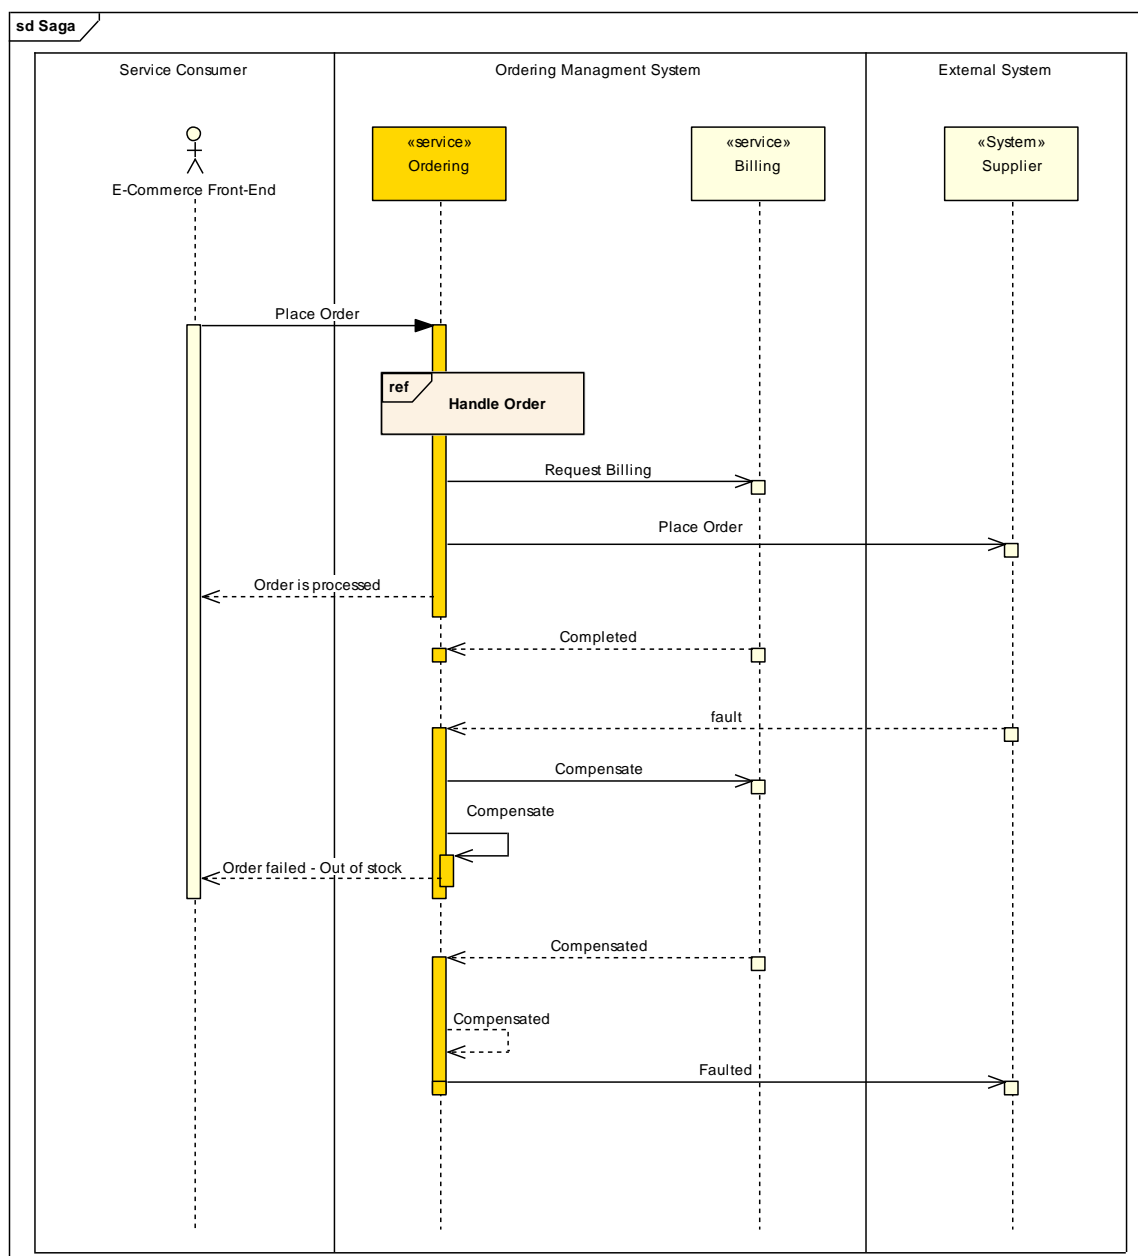 sd Saga
Service Consumer
Ordering Managment System
External System
«service»
Ordering
«service»
Billing
«System»
Supplier
E-Commerce Front-End
Place Order
ref
Handle Order
Request Billing
Place Order
Order is processed
Completed
fault
Compensate
Compensate
Order failed - Out of stock
Compensated
Compensated
Faulted